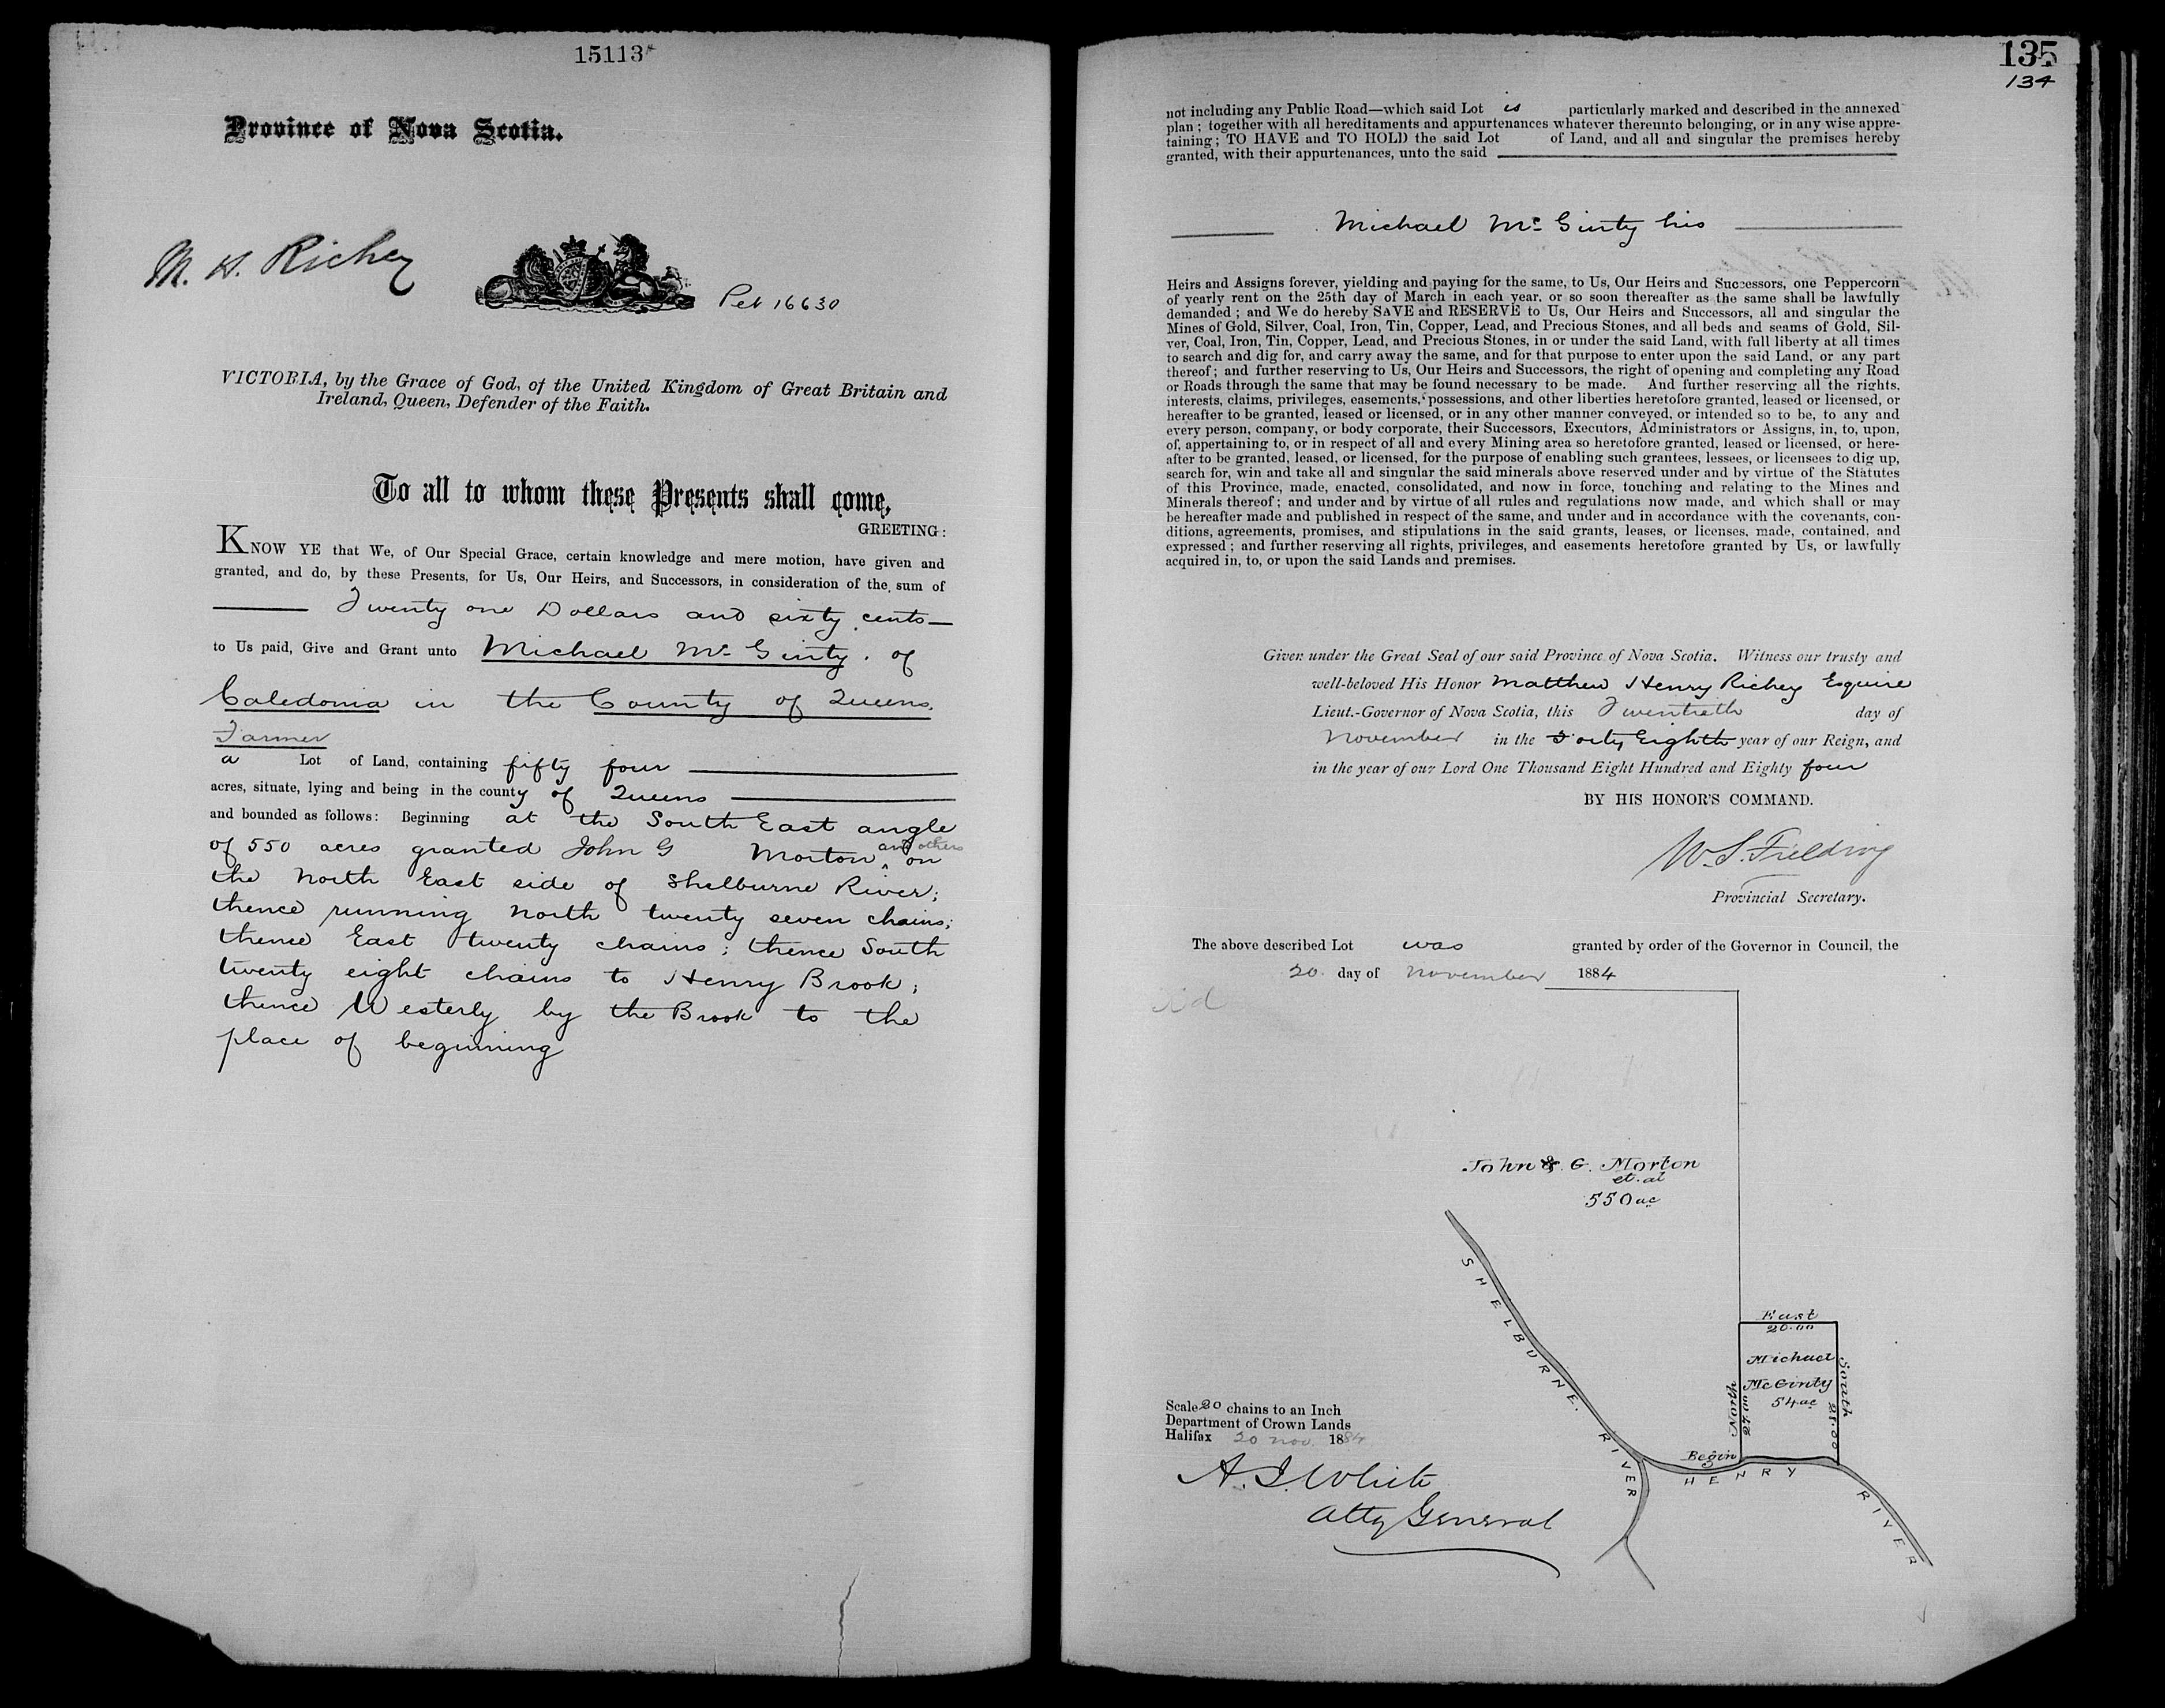 15113
Province of Nova Scotia.
M. H. Richey
Pet 16630
VICTORIA, by the Grace of God, of the United Kingdom of Great Britain and
Ireland, Queen, Defender of the Faith.
To all to whom these Presents shall come,
GREETING:
KNOW YE that We, of Our Special Grace, certain knowledge and mere motion, have given and
granted, and do, by these Presents, for Us, Our Heirs, and Successors, in consideration of the sum of
Twenty one Dollars and sixty cents
to Us paid, Give and Grant unto Michael Mc Ginty. of
Caledonia in the County of Queens.
Farmer
a Lot of Land, containing fifty four
acres, situate, lying and being in the county of Queens
and bounded as follows: Beginning at the South East angle
of 550 acres granted John G Morton and others on
the North East side of Shelburne River;
thence running North twenty seven chains;
thence East twenty chains; thence South
twenty eight chains to Henry Brook;
thence Westerly by the Brook to the
place of beginning
135
134
not including any Public Road—which said Lot is particularly marked and described in the annexed
plan; together with all hereditaments and appurtenances whatever thereunto belonging, or in any wise appre-
taining; TO HAVE and TO HOLD the said Lot of Land, and all and singular the premises hereby
granted, with their appurtenances, unto the said
Michael Mc Ginty his
Heirs and Assigns forever, yielding and paying for the same, to Us, Our Heirs and Successors, one Peppercorn
of yearly rent on the 25th day of March in each year, or so soon thereafter as the same shall be lawfully
demanded; and We do hereby SAVE and RESERVE to Us, Our Heirs and Successors, all and singular the
Mines of Gold, Silver, Coal, Iron, Tin, Copper, Lead, and Precious Stones, and all beds and seams of Gold, Sil-
ver, Coal, Iron, Tin, Copper, Lead, and Precious Stones, in or under the said Land, with full liberty at all times
to search and dig for, and carry away the same, and for that purpose to enter upon the said Land, or any part
thereof; and further reserving to Us, Our Heirs and Successors, the right of opening and completing any Road
or Roads through the same that may be found necessary to be made. And further reserving all the rights,
interests, claims, privileges, easements, possessions, and other liberties heretofore granted, leased or licensed, or
hereafter to be granted, leased or licensed, or in any other manner conveyed, or intended so to be, to any and
every person, company, or body corporate, their Successors, Executors, Administrators or Assigns, in, to, upon,
of, appertaining to, or in respect of all and every Mining area so heretofore granted, leased or licensed, or here-
after to be granted, leased, or licensed, for the purpose of enabling such grantees, lessees, or licensees to dig up,
search for, win and take all and singular the said minerals above reserved under and by virtue of the Statutes
of this Province, made, enacted, consolidated, and now in force, touching and relating to the Mines and
Minerals thereof; and under and by virtue of all rules and regulations now made, and which shall or may
be hereafter made and published in respect of the same, and under and in accordance with the covenants, con-
ditions, agreements, promises, and stipulations in the said grants, leases, or licenses, made, contained, and
expressed; and further reserving all rights, privileges, and easements heretofore granted by Us, or lawfully
acquired in, to, or upon the said Lands and premises.
Given under the Great Seal of our said Province of Nova Scotia. Witness our trusty and
well-beloved His Honor Matthew Henry Richey Esquire
Lieut.-Governor of Nova Scotia, this Twentieth day of
November in the Forty Eighth year of our Reign, and
in the year of our Lord One Thousand Eight Hundred and Eighty four
BY HIS HONOR'S COMMAND.
W. S. Fielding
Provincial Secretary.
The above described Lot was granted by order of the Governor in Council, the
20 day of November 1884
John G. Morton
et. al
550 ac
SHELBURNE RIVER
East
20.00
Michael
McGinty
54 ac
North
27.00
South
28.00
Begin
HENRY RIVER
Scale 20 chains to an Inch
Department of Crown Lands
Halifax 20 Nov. 1884
A. J. White
Atty General